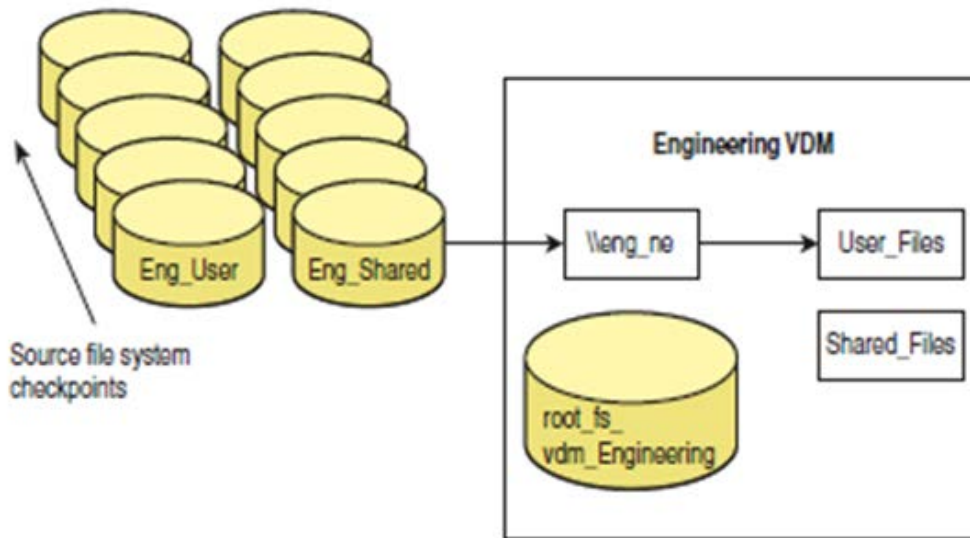 Engineering VDM
\\eng_ne
User_Files
Eng_User
Eng_Shared
Shared_Files
Source file system
checkpoints
root_fs_
vdm_Engineering